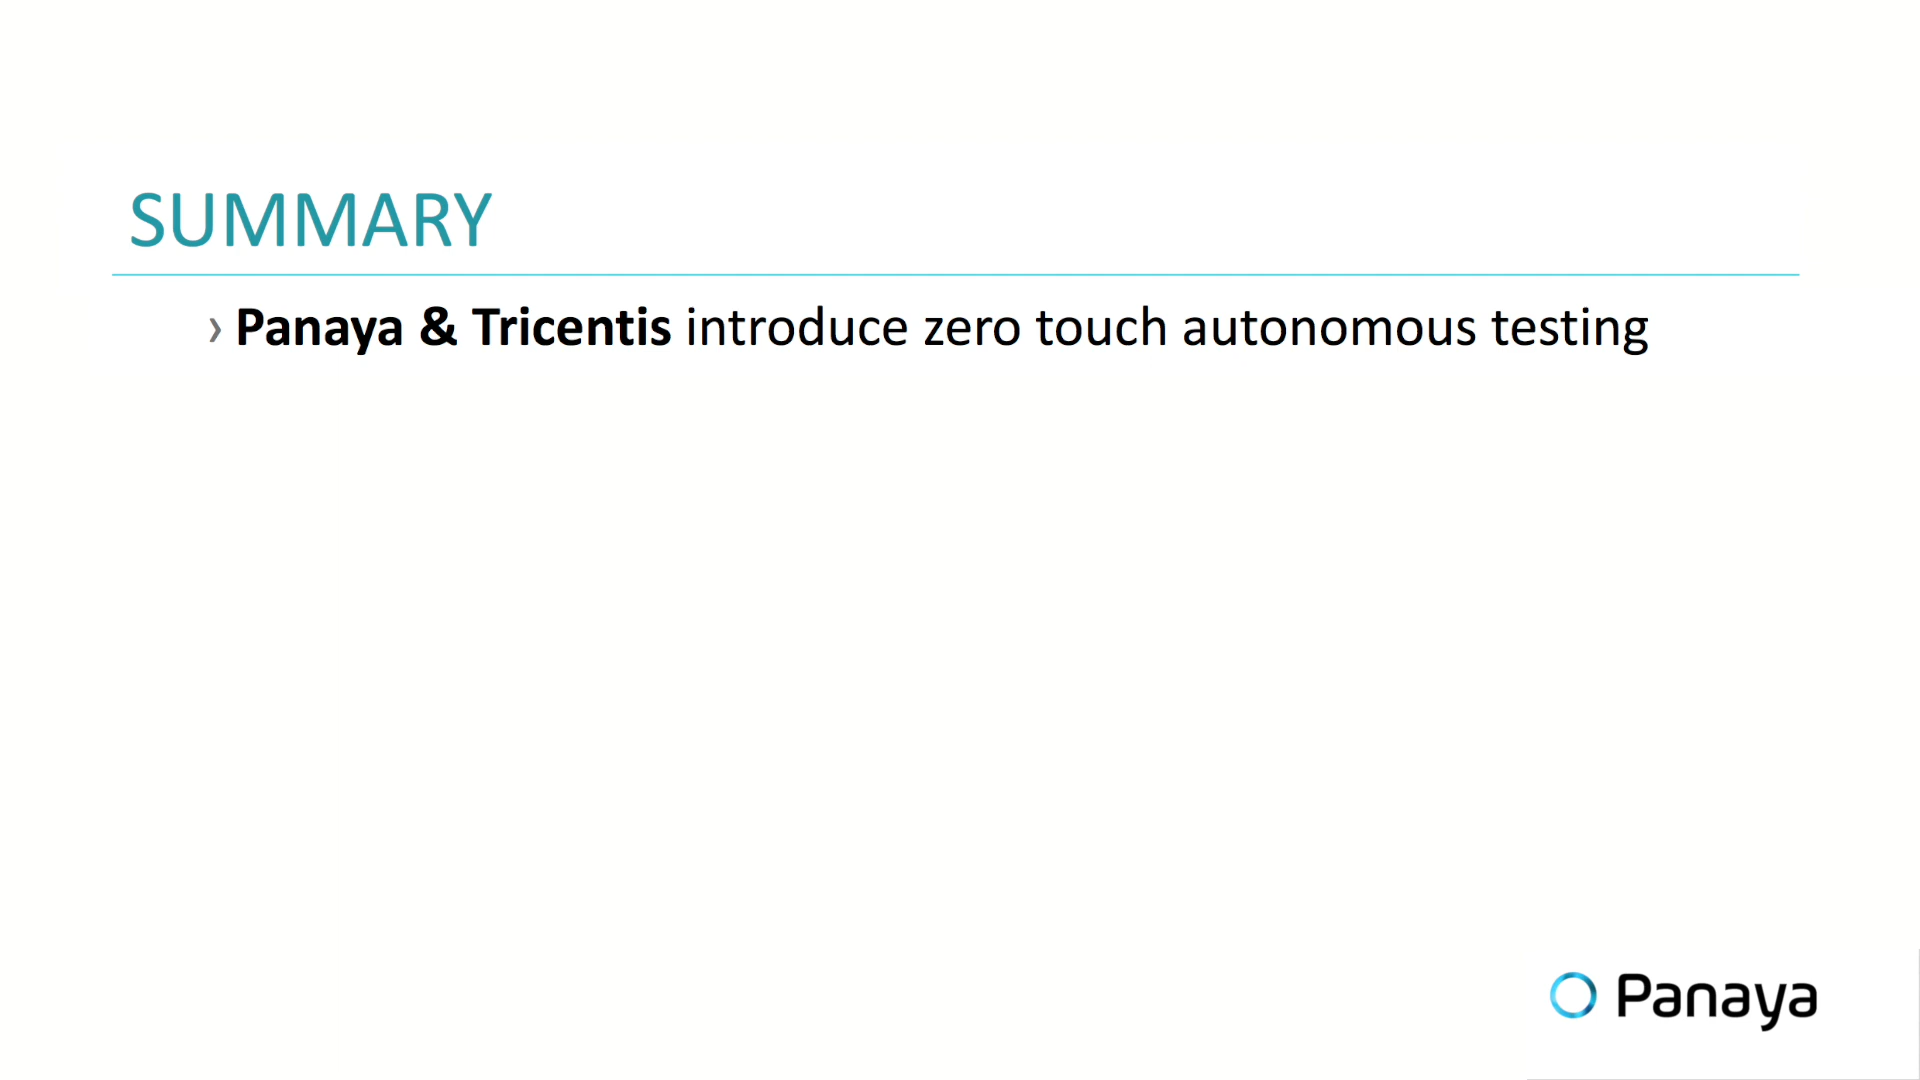 SUMMARY
› Panaya & Tricentis introduce zero touch autonomous testing
Panaya